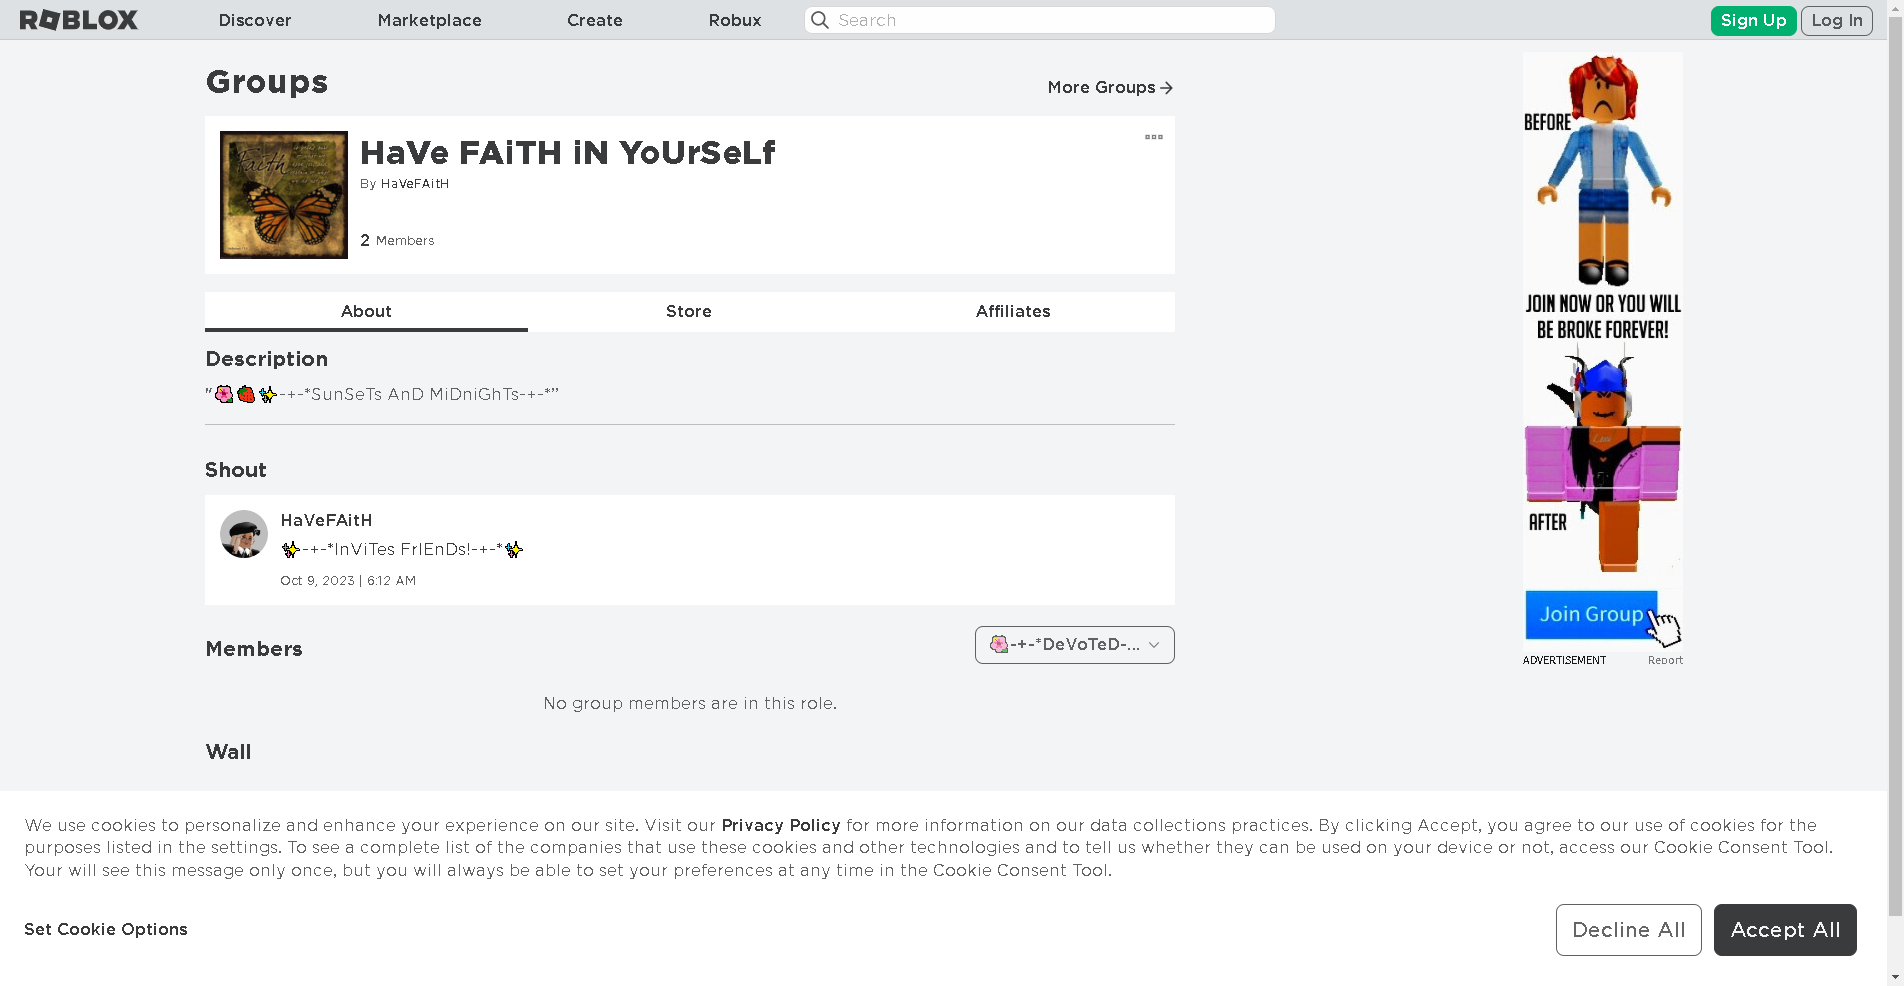 ROBLOX Discover Marketplace Create Robux Search Sign Up Log In
Groups
More Groups
HaVe FAiTH iN YoUrSeLf
By HaVeFAitH
2 Members
Faith
About Store Affiliates
Description
"🌺🍓✨-+-*SunSeTs AnD MiDniGhTs-+-*”
Shout
HaVeFAitH
✨-+-*InViTes FrIEnDs!-+-*✨
Oct 9, 2023 | 6:12 AM
Members
🌺-+-*DeVoTeD-...
No group members are in this role.
Wall
BEFORE
JOIN NOW OR YOU WILL
BE BROKE FOREVER!
AFTER
Join Group
ADVERTISEMENT Report
We use cookies to personalize and enhance your experience on our site. Visit our Privacy Policy for more information on our data collections practices. By clicking Accept, you agree to our use of cookies for the
purposes listed in the settings. To see a complete list of the companies that use these cookies and other technologies and to tell us whether they can be used on your device or not, access our Cookie Consent Tool.
Your will see this message only once, but you will always be able to set your preferences at any time in the Cookie Consent Tool.
Set Cookie Options
Decline All
Accept All